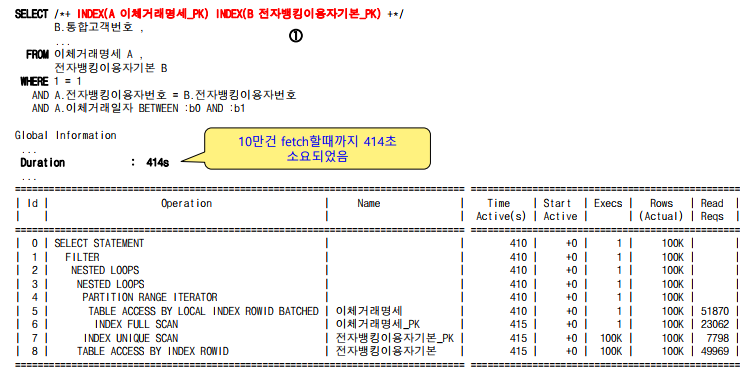 SELECT /*+ INDEX(A 이체거래명세_PK) INDEX(B 전자뱅킹이용자기본_PK) +*/
B.통합고객번호 ,
...
①
FROM 이체거래명세 A ,
전자뱅킹이용자기본 B
WHERE 1 = 1
AND A.전자뱅킹이용자번호 = B.전자뱅킹이용자번호
AND A.이체거래일자 BETWEEN :b0 AND :b1
Global Information
...
Duration : 414s
10만건 fetch할때까지 414초
소요되었음
...
======================================================================================
| Id | Operation | Name | Time | Start | Execs | Rows | Read |
| | | | Active(s) | Active | | (Actual) | Reqs |
======================================================================================
| 0 | SELECT STATEMENT | | 410 | +0 | 1 | 100K | |
| 1 | FILTER | | 410 | +0 | 1 | 100K | |
| 2 | NESTED LOOPS | | 410 | +0 | 1 | 100K | |
| 3 | NESTED LOOPS | | 410 | +0 | 1 | 100K | |
| 4 | PARTITION RANGE ITERATOR | | 410 | +0 | 1 | 100K | |
| 5 | TABLE ACCESS BY LOCAL INDEX ROWID BATCHED | 이체거래명세 | 410 | +0 | 1 | 100K | 51870 |
| 6 | INDEX FULL SCAN | 이체거래명세_PK | 415 | +0 | 1 | 100K | 23062 |
| 7 | INDEX UNIQUE SCAN | 전자뱅킹이용자기본_PK | 415 | +0 | 100K | 100K | 7798 |
| 8 | TABLE ACCESS BY INDEX ROWID | 전자뱅킹이용자기본 | 415 | +0 | 100K | 100K | 49969 |
======================================================================================